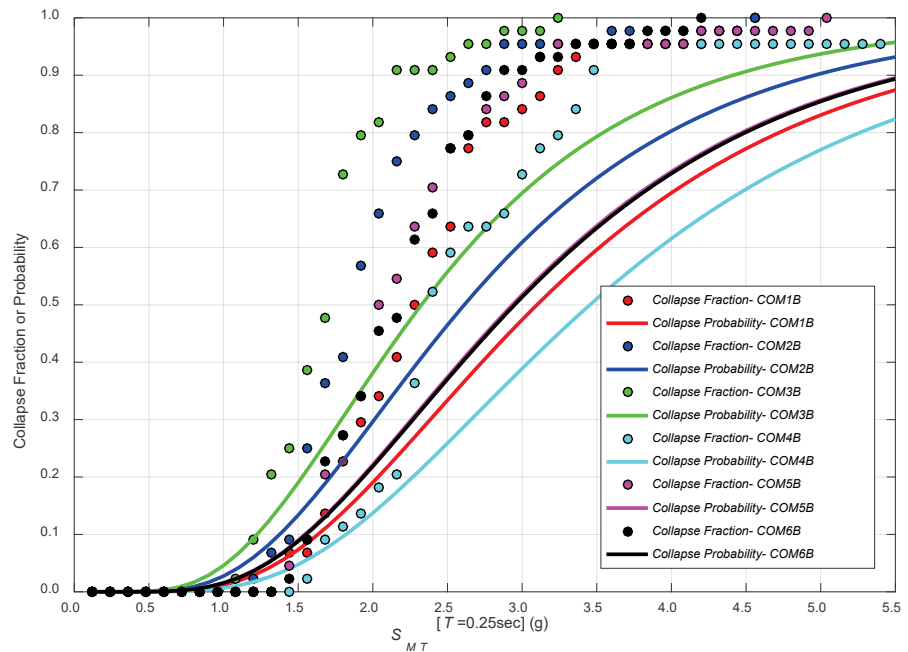 Collapse Fraction or Probability
1.0
0.9
0.8
0.7
0.6
0.5
0.4
0.3
0.2
0.1
0.0
Collapse Fraction- COM1B
Collapse Probability- COM1B
Collapse Fraction- COM2B
Collapse Probability- COM2B
Collapse Fraction- COM3B
Collapse Probability- COM3B
Collapse Fraction- COM4B
Collapse Probability- COM4B
Collapse Fraction- COM5B
Collapse Probability- COM5B
Collapse Fraction- COM6B
Collapse Probability- COM6B
0.0 0.5 1.0 1.5 2.0 2.5 3.0 3.5 4.0 4.5 5.0 5.5
S M T [ T =0.25sec] (g)